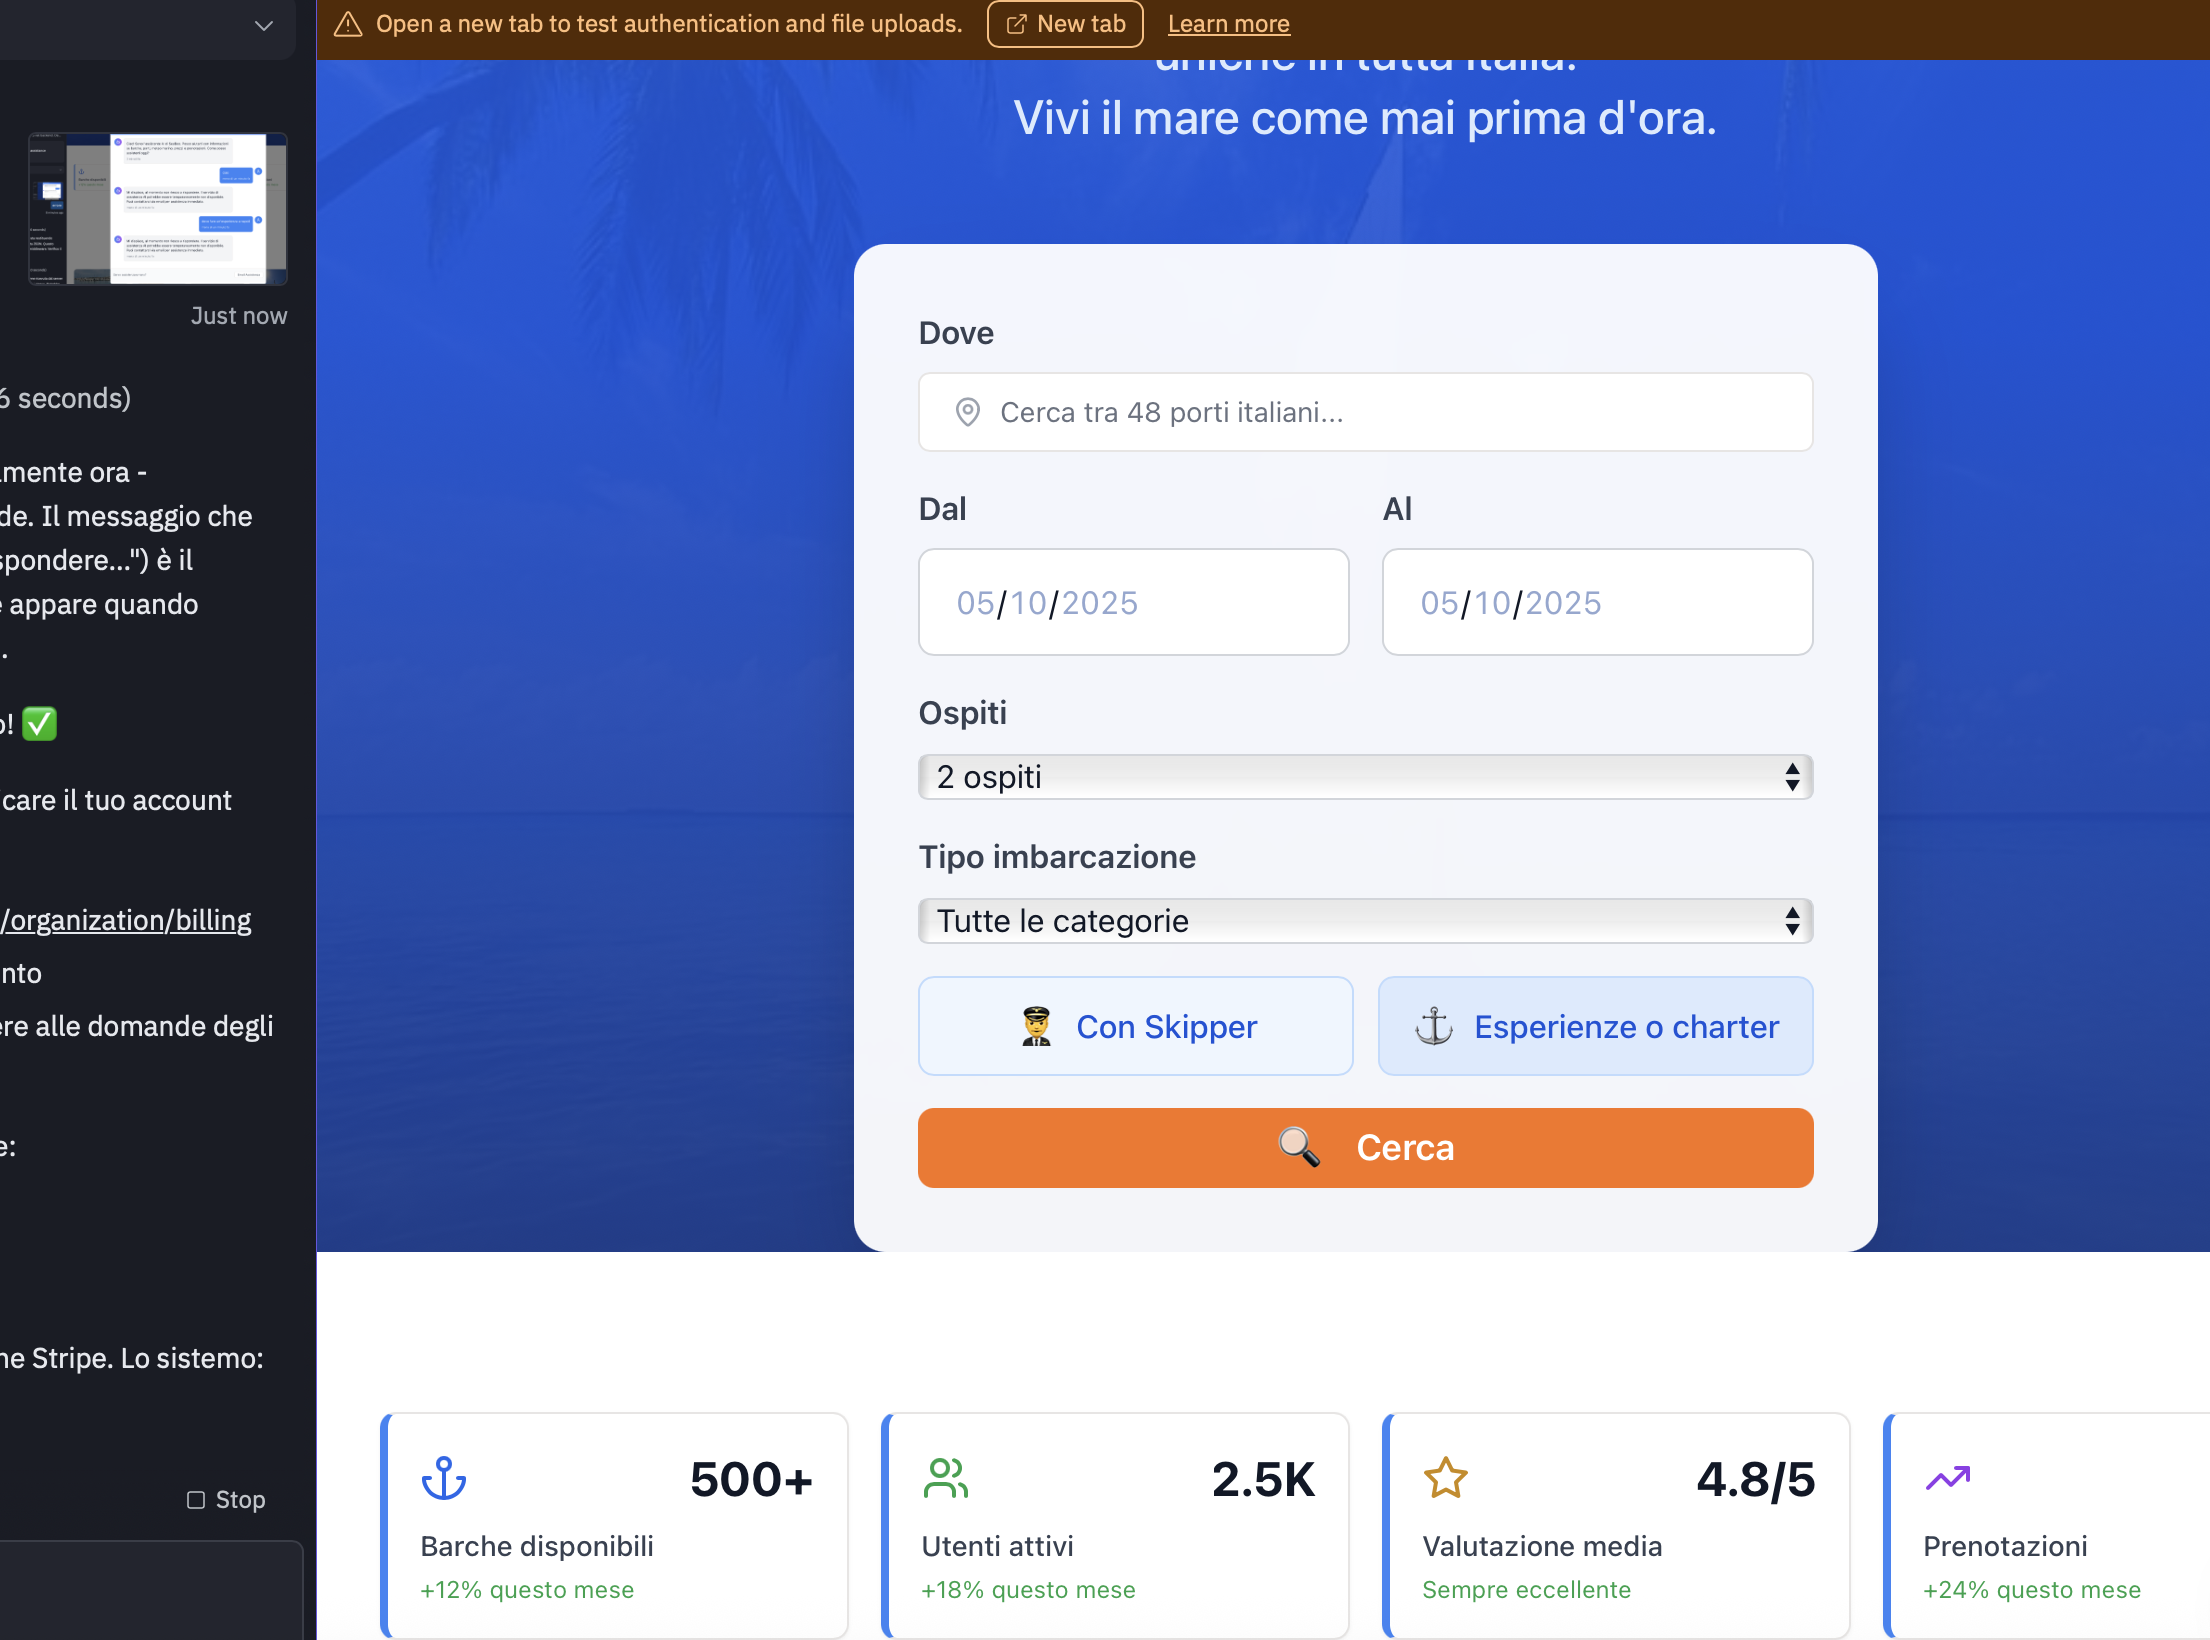 Open a new tab to test authentication and file uploads.
New tab
Learn more
Just now
6 seconds)
mente ora -
de. Il messaggio che
spondere...") è il
e appare quando
.
o! ✅
icare il tuo account
/organization/billing
nto
ere alle domande degli
e:
ne Stripe. Lo sistemo:
Stop
uniche in tutta Italia.
Vivi il mare come mai prima d'ora.
Dove
Cerca tra 48 porti italiani...
Dal
Al
05/10/2025
05/10/2025
Ospiti
2 ospiti
Tipo imbarcazione
Tutte le categorie
Con Skipper
Esperienze o charter
Cerca
500+
Barche disponibili
+12% questo mese
2.5K
Utenti attivi
+18% questo mese
4.8/5
Valutazione media
Sempre eccellente
Prenotazioni
+24% questo mese